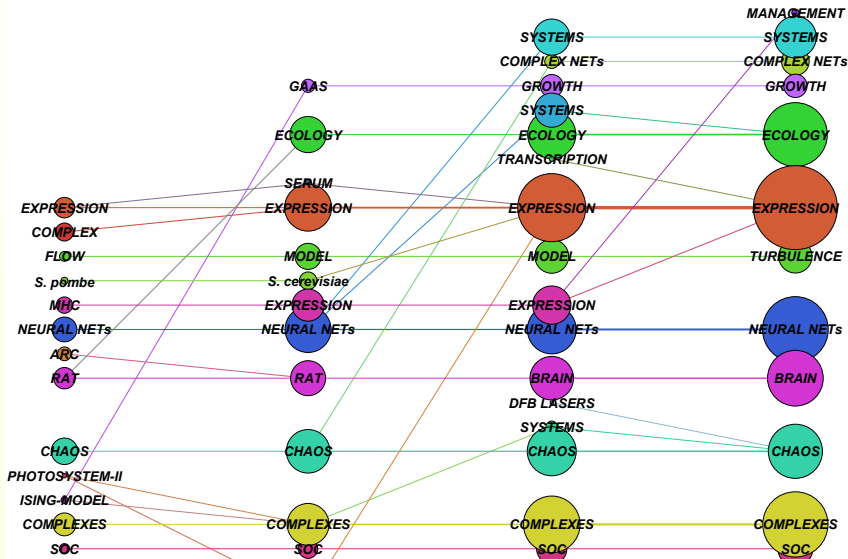 MANAGEMENT
SYSTEMS
SYSTEMS
COMPLEX NETs
COMPLEX NETs
GAAS
GROWTH
GROWTH
SYSTEMS
ECOLOGY
ECOLOGY
ECOLOGY
TRANSCRIPTION
SERUM
EXPRESSION
EXPRESSION
EXPRESSION
EXPRESSION
COMPLEX
FLOW
MODEL
MODEL
TURBULENCE
S. pombe
S. cerevisiae
MHC
EXPRESSION
EXPRESSION
NEURAL NETs
NEURAL NETs
NEURAL NETs
NEURAL NETs
ARC
RAT
RAT
BRAIN
BRAIN
DFB LASERS
SYSTEMS
CHAOS
CHAOS
CHAOS
CHAOS
PHOTOSYSTEM-II
ISING-MODEL
COMPLEXES
COMPLEXES
COMPLEXES
COMPLEXES
SOC
SOC
SOC
SOC